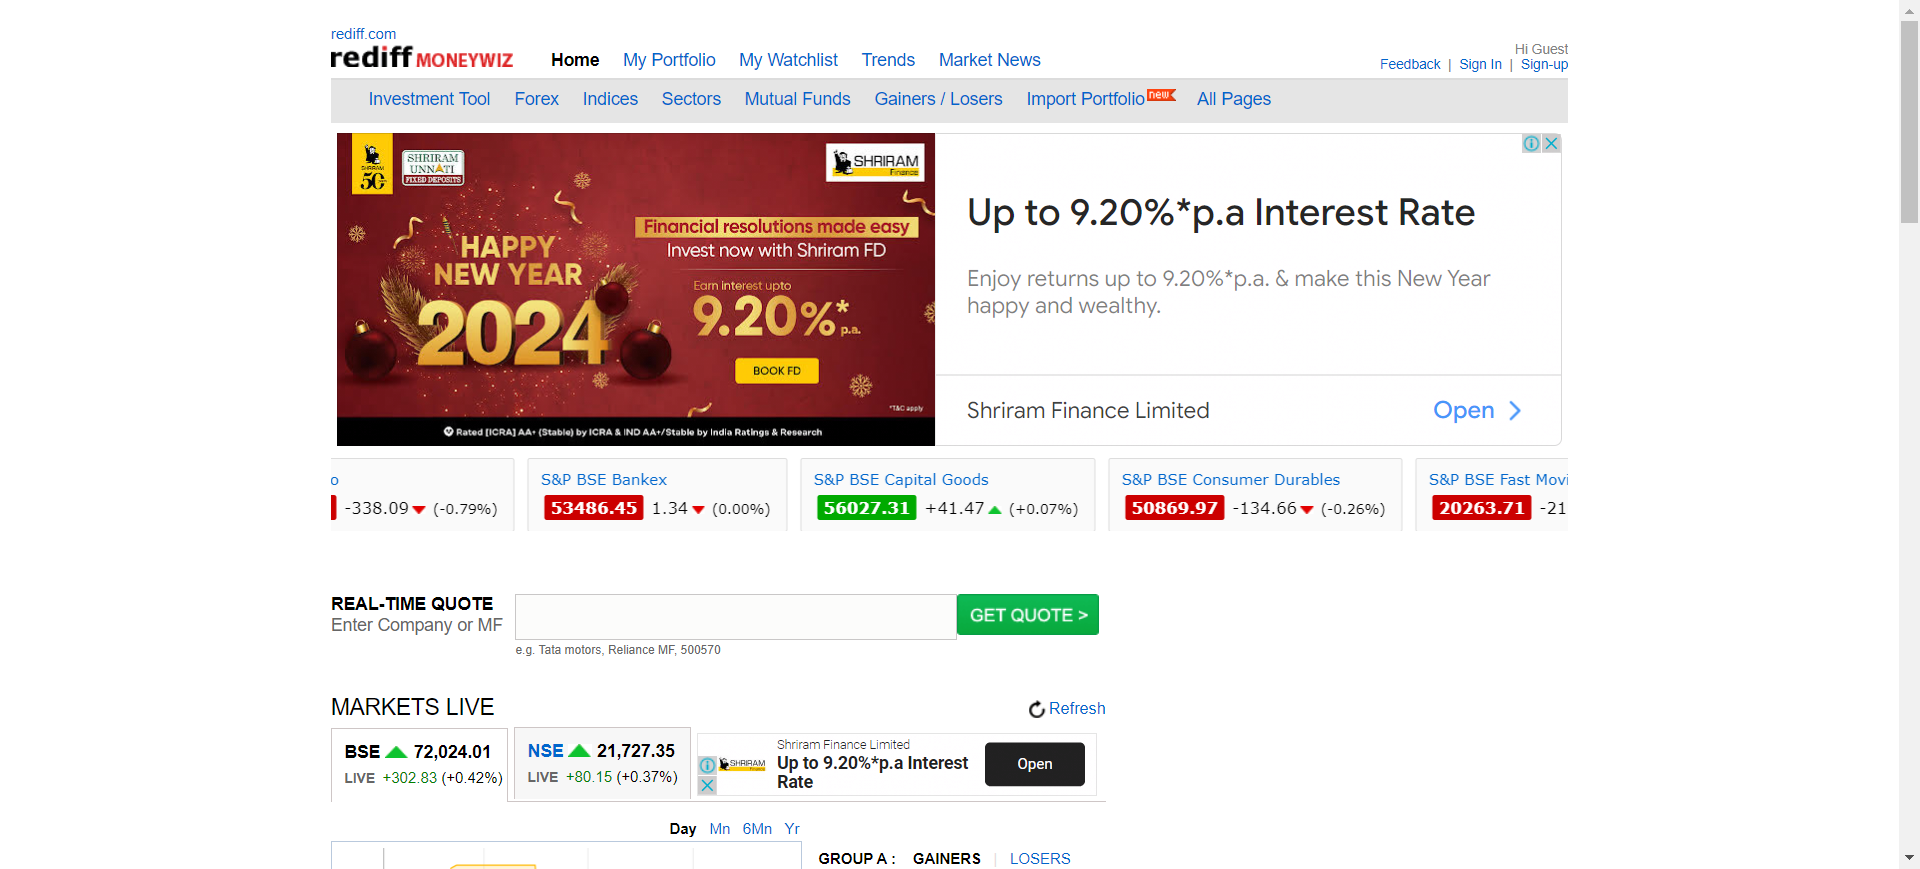 rediff.com
rediff MONEYWIZ
Home My Portfolio My Watchlist Trends Market News
Hi Guest
Feedback | Sign In | Sign-up
Investment Tool Forex Indices Sectors Mutual Funds Gainers / Losers Import Portfolio new All Pages
SHRIRAM
50
SHRIRAM
UNNATI
FIXED DEPOSITS
SHRIRAM
Finance
HAPPY
NEW YEAR
2024
Financial resolutions made easy
Invest now with Shriram FD
Earn interest upto
9.20%*
p.a.
BOOK FD
*T&C apply
Rated [ICRA] AA+ (Stable) by ICRA & IND AA+/Stable by India Ratings & Research
Up to 9.20%*p.a Interest Rate
Enjoy returns up to 9.20%*p.a. & make this New Year
happy and wealthy.
Shriram Finance Limited
Open
o S&P BSE Bankex S&P BSE Capital Goods S&P BSE Consumer Durables S&P BSE Fast Movi
-338.09 (-0.79%) 53486.45 1.34 (0.00%) 56027.31 +41.47 (+0.07%) 50869.97 -134.66 (-0.26%) 20263.71 -21
REAL-TIME QUOTE
Enter Company or MF
GET QUOTE >
e.g. Tata motors, Reliance MF, 500570
MARKETS LIVE
Refresh
BSE 72,024.01
LIVE +302.83 (+0.42%)
NSE 21,727.35
LIVE +80.15 (+0.37%)
SHRIRAM
Shriram Finance Limited
Up to 9.20%*p.a Interest
Rate
Open
Day Mn 6Mn Yr
GROUP A : GAINERS | LOSERS